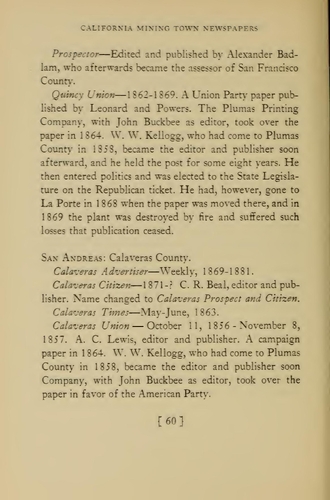 CALIFORNIA MINING TOWN NEWSPAPERS
Prospector—Edited and published by Alexander Bad-
lam, who afterwards became the assessor of San Francisco
County.
Quincy Union—1862-1869. A Union Party paper pub-
lished by Leonard and Powers. The Plumas Printing
Company, with John Buckbee as editor, took over the
paper in 1864. W. W. Kellogg, who had come to Plumas
County in 1858, became the editor and publisher soon
afterward, and he held the post for some eight years. He
then entered politics and was elected to the State Legisla-
ture on the Republican ticket. He had, however, gone to
La Porte in 1868 when the paper was moved there, and in
1869 the plant was destroyed by fire and suffered such
losses that publication ceased.
SAN ANDREAS: Calaveras County.
Calaveras Advertiser—Weekly, 1869-1881.
Calaveras Citizen—1871-? C. R. Beal, editor and pub-
lisher. Name changed to Calaveras Prospect and Citizen.
Calaveras Times—May-June, 1863.
Calaveras Union — October 11, 1856 - November 8,
1857. A. C. Lewis, editor and publisher. A campaign
paper in 1864. W. W. Kellogg, who had come to Plumas
County in 1858, became the editor and publisher soon
Company, with John Buckbee as editor, took over the
paper in favor of the American Party.
[ 60 ]